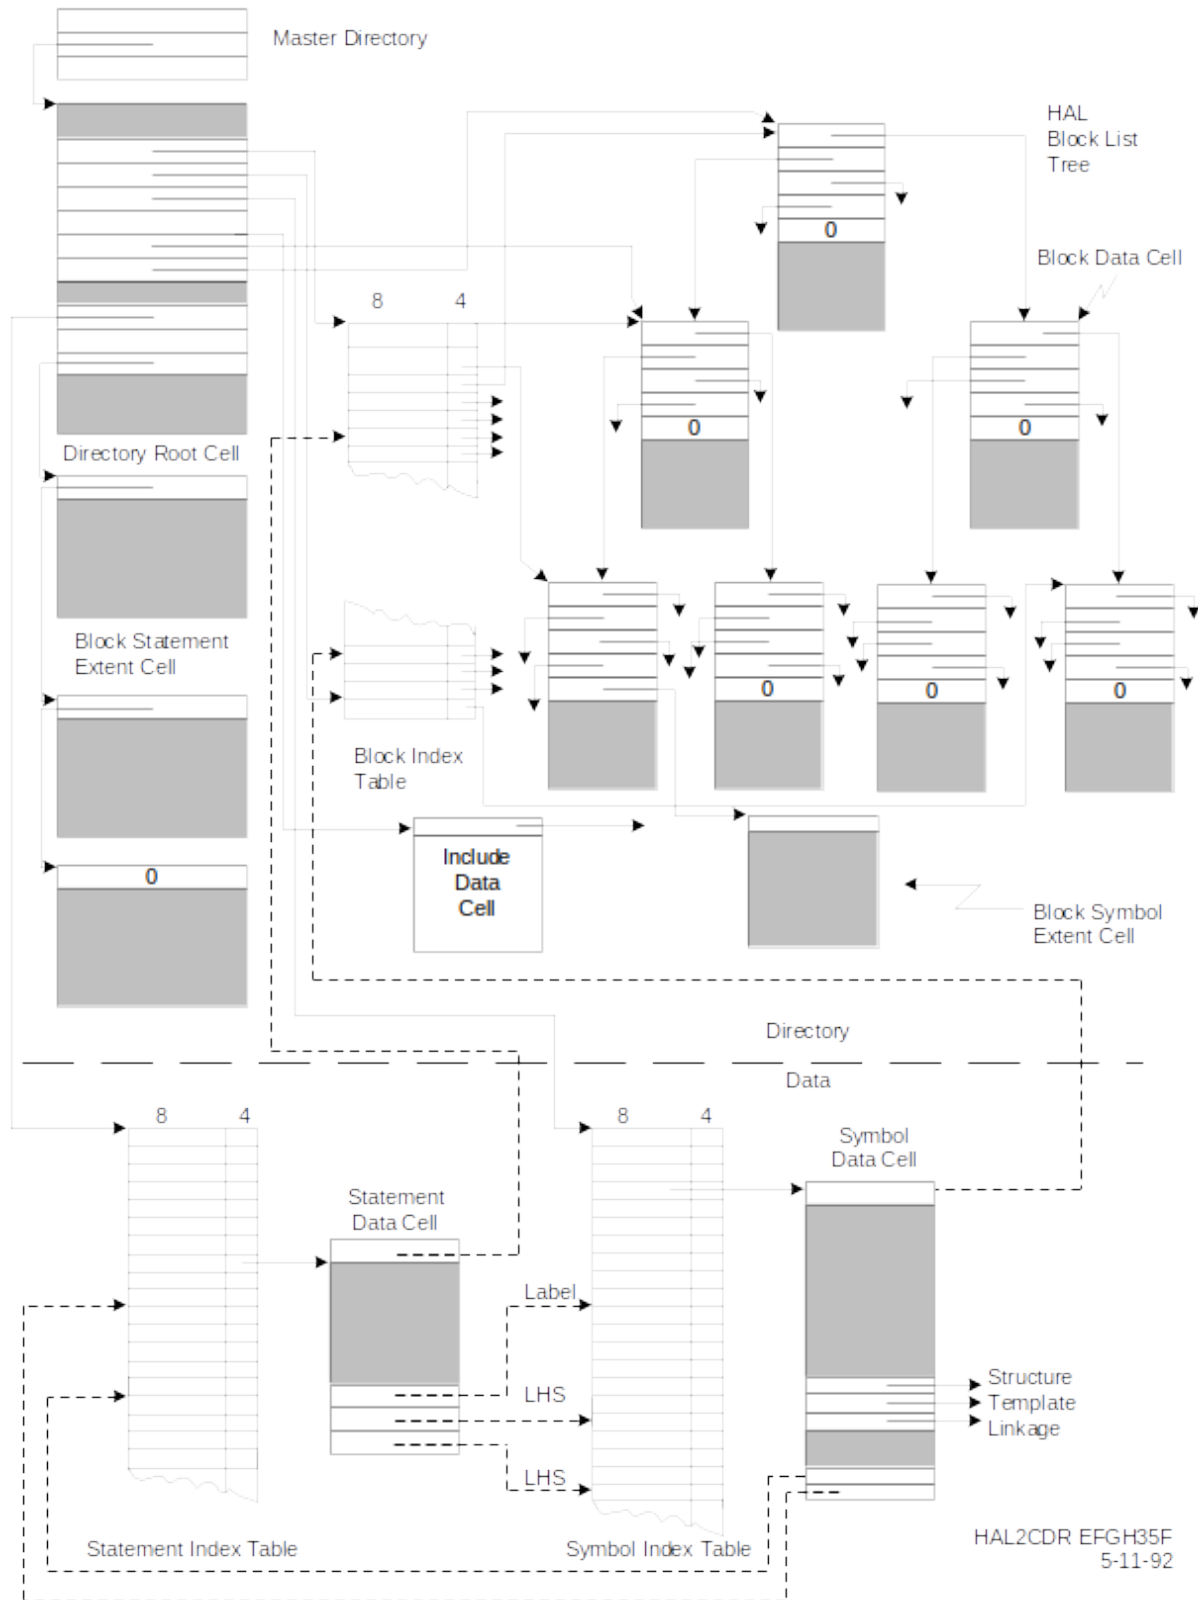 Master Directory
HAL
Block List
Tree
0
Block Data Cell
8 4
0
0
Directory Root Cell
Block Statement
Extent Cell
0
0
0
Block Index
Table
Include
Data
Cell
0
Block Symbol
Extent Cell
Directory
Data
8 4
8 4
Symbol
Data Cell
Statement
Data Cell
Label
LHS
Structure
Template
Linkage
LHS
Statement Index Table
Symbol Index Table
HAL2CDR EFGH35F
5-11-92